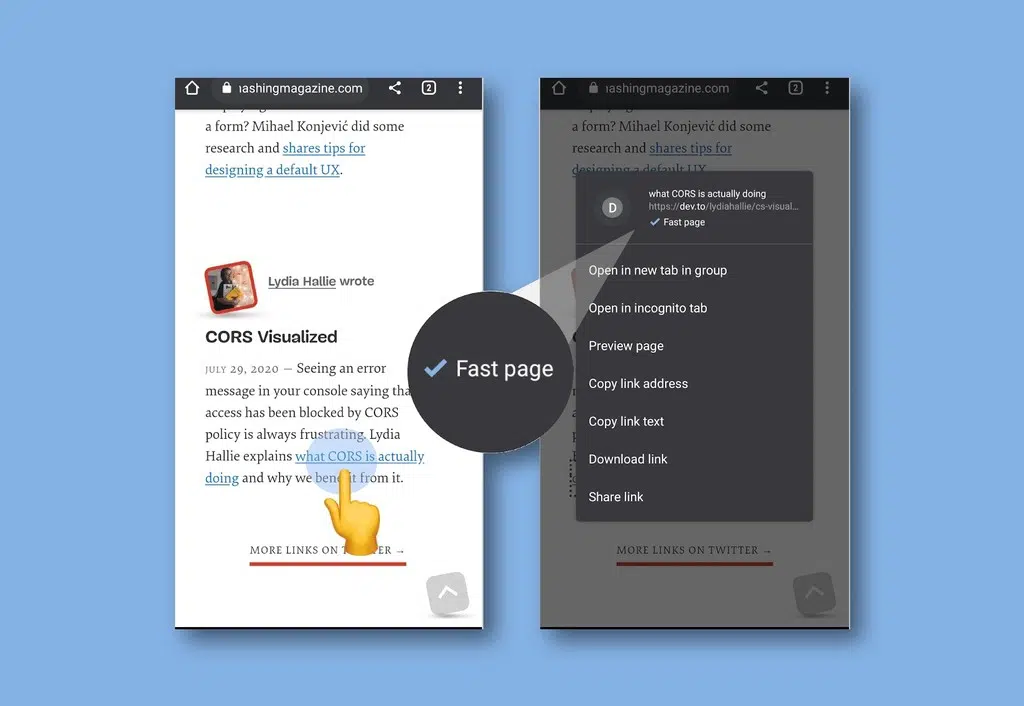 ashingmagazine.com
2
a form? Mihael Konjević did some
research and shares tips for
designing a default UX.
Lydia Hallie wrote
CORS Visualized
JULY 29, 2020 — Seeing an error
message in your console saying tha
access has been blocked by CORS
policy is always frustrating. Lydia
Hallie explains what CORS is actually
doing and why we benefit from it.
MORE LINKS ON TWITTER →
Fast page
ashingmagazine.com
2
a form? Mihael Konjević did some
research and shares tips for
designing a default UX.
D
what CORS is actually doing
https://dev.to/lydiahallie/cs-visual...
Fast page
Open in new tab in group
Open in incognito tab
Preview page
Copy link address
Copy link text
Download link
Share link
MORE LINKS ON TWITTER →